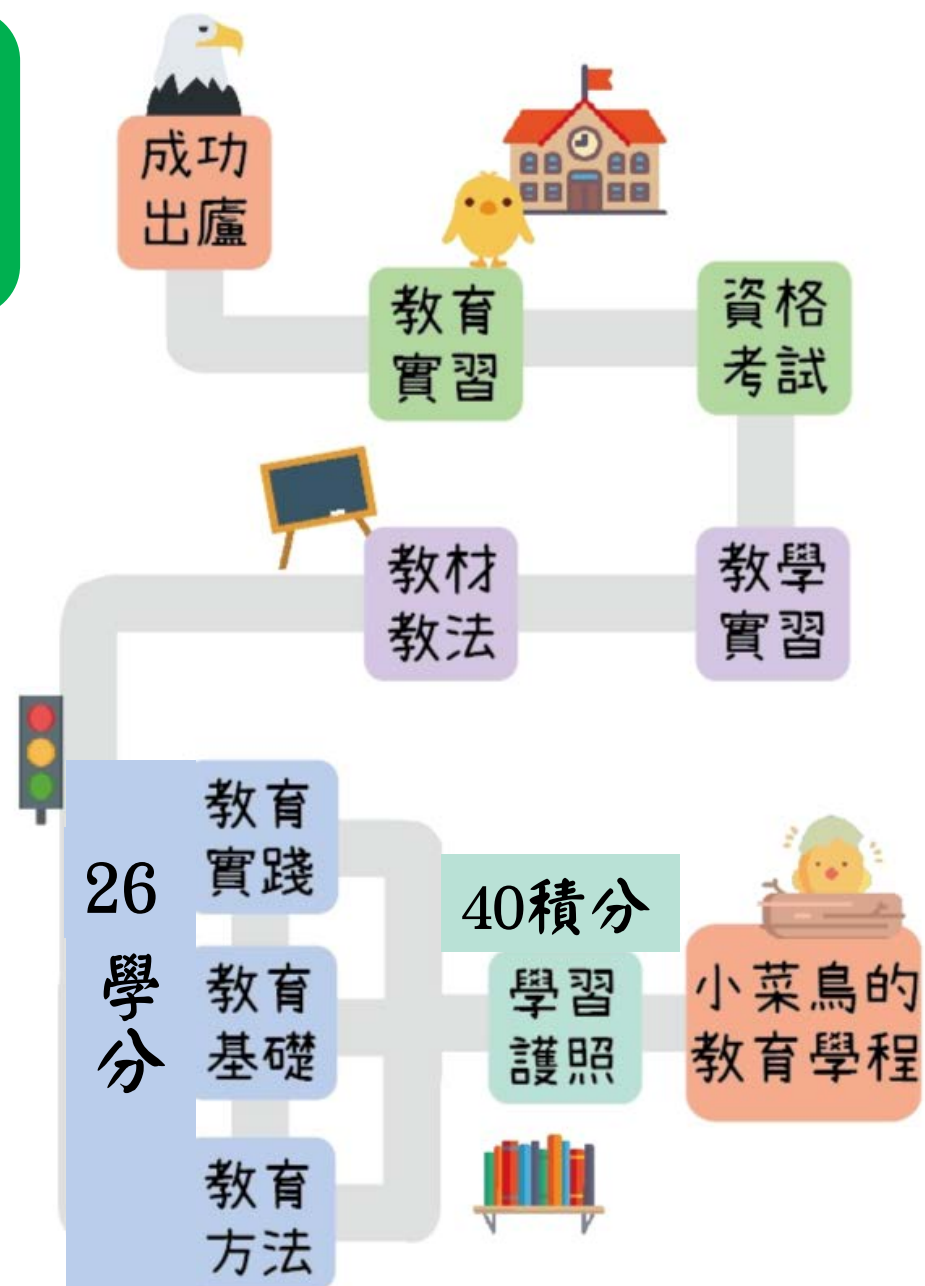 成功
出廬
教育
實習
資格
考試
教材
教法
教學
實習
26
學
分
教育
實踐
教育
基礎
教育
方法
40積分
學習
護照
小菜鳥的
教育學程